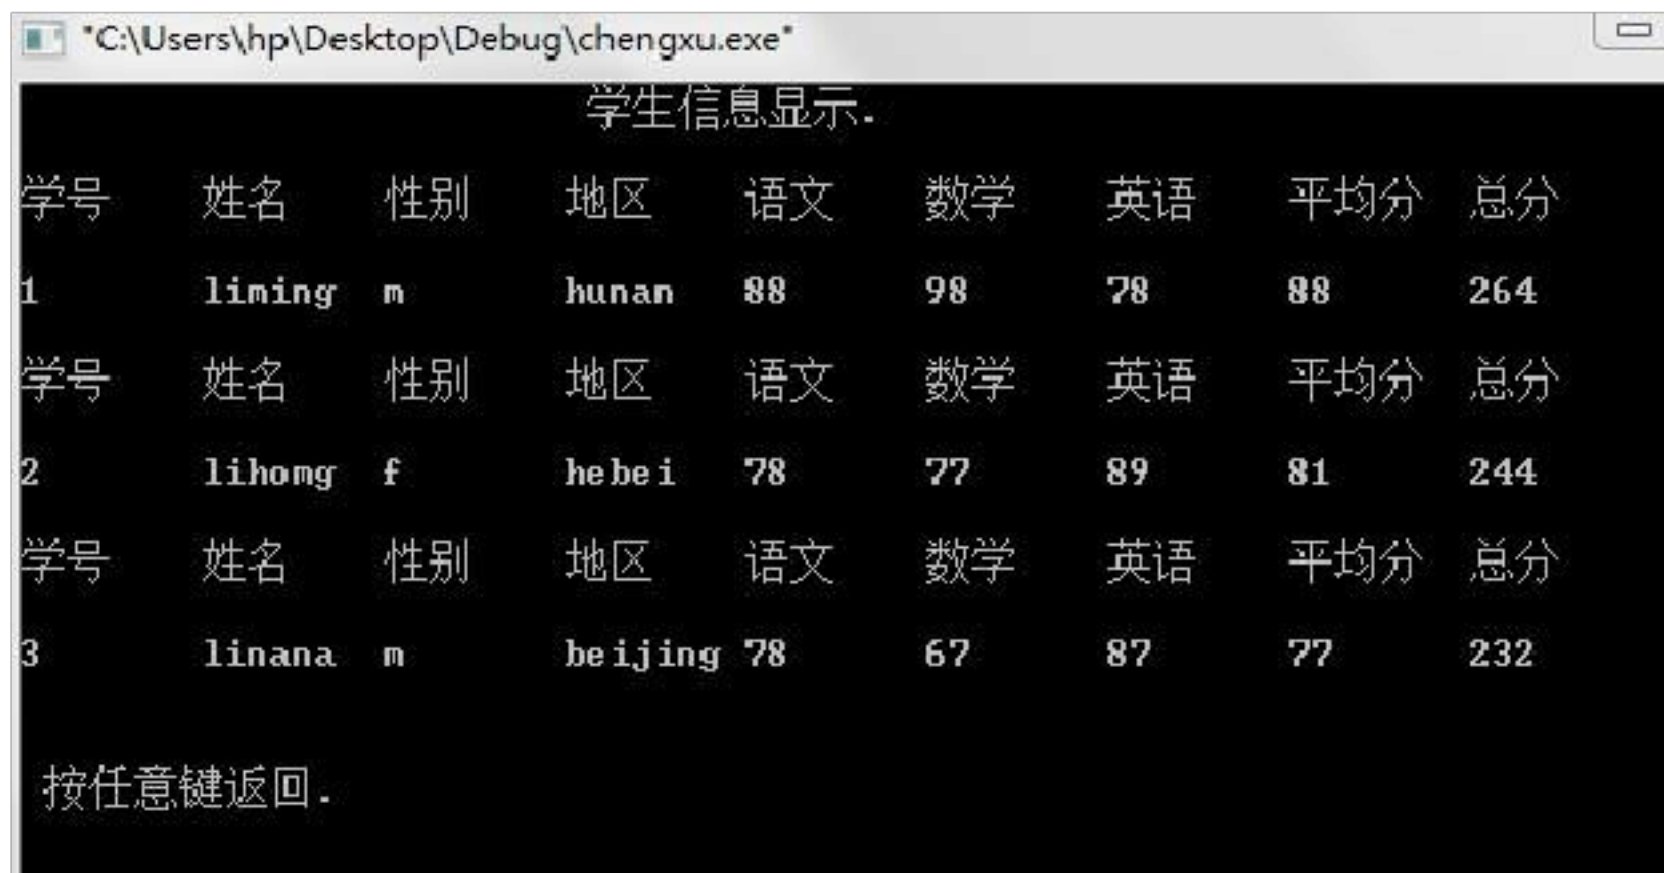 "C:\Users\hp\Desktop\Debug\chengxu.exe"
学生信息显示.
学号 姓名 性别 地区 语文 数学 英语 平均分 总分
1 liming m hunan 88 98 78 88 264
学号 姓名 性别 地区 语文 数学 英语 平均分 总分
2 lihomg f hebei 78 77 89 81 244
学号 姓名 性别 地区 语文 数学 英语 平均分 总分
3 linana m beijing 78 67 87 77 232
按任意键返回.